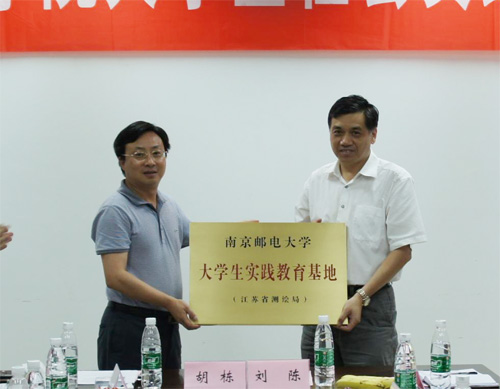 南京邮电大学
大学生实践教育基地
（江苏省测绘局）
胡栋 刘陈